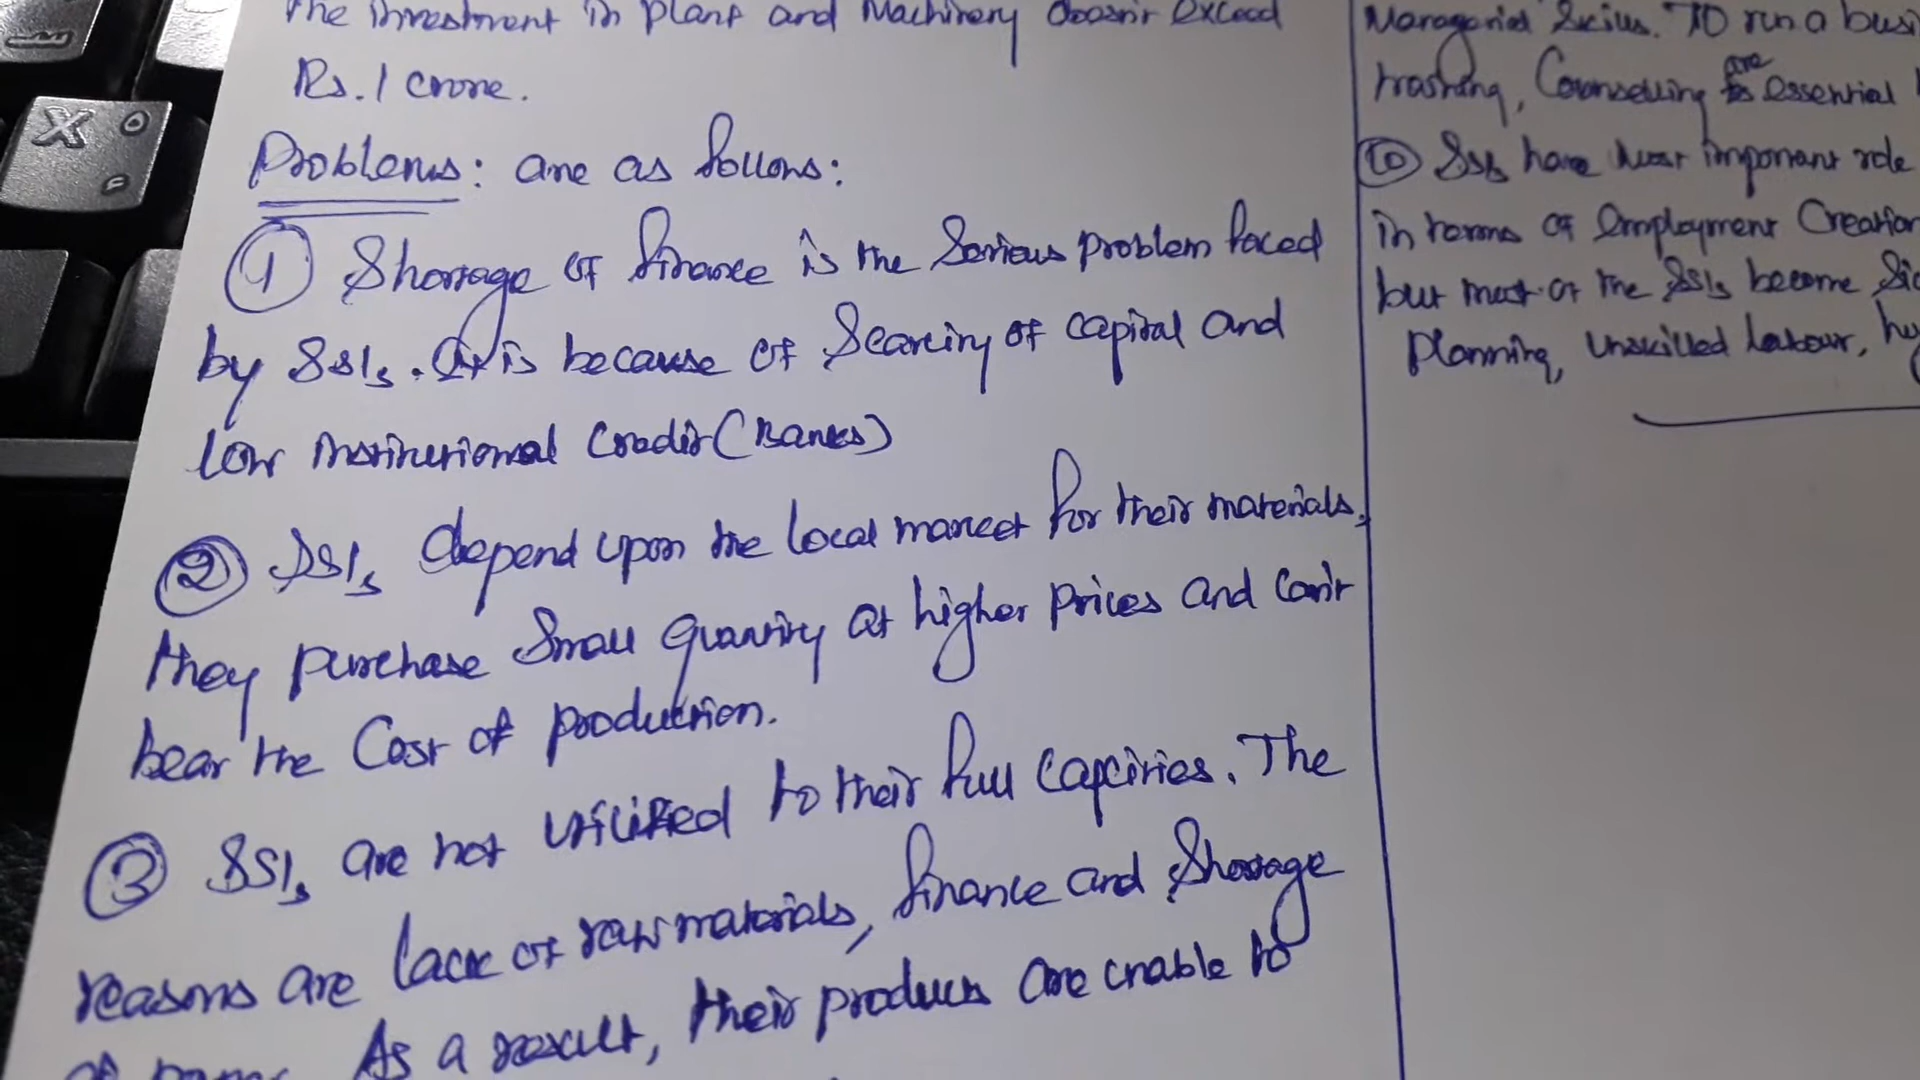 The investment in plant and Machinery doesn't exceed
Rs. 1 crore.
Problems: are as follows:
① Shortage of finance is the Serious problem faced
by SSIs. It is because of Scarcity of capital and
low institutional Credit (Banks)
② SSIs depend upon the local market for their materials.
they purchase Small quantity at higher prices and can't
bear the Cost of production.
③ SSIs are not utilized to their full capcities. The
reasons are lack of raw materials, finance and Shortage
of As a result, their products are unable to
Managerial Skills. To run a busi
training, Counselling are essential
⑩ SSIs have most important role
in terms of Employment Creation
but most of the SSIs become Sic
planning, unskilled Labour,
X